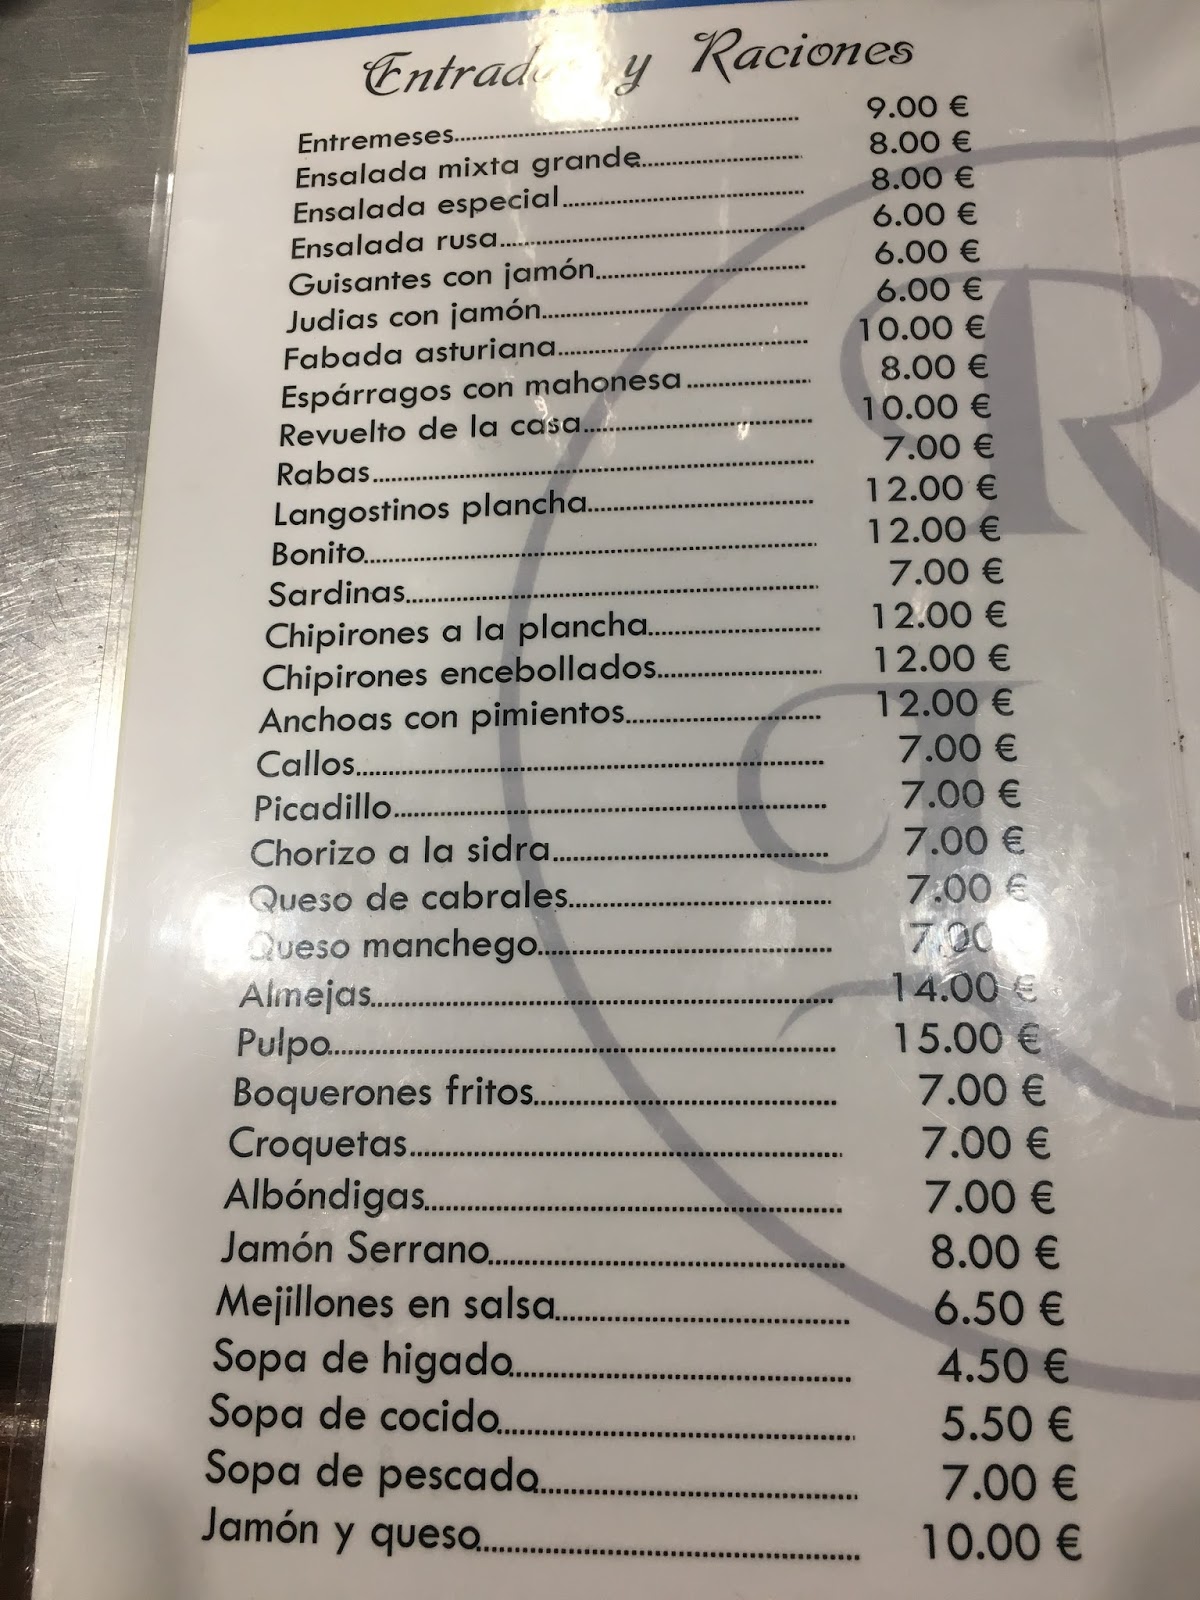 Entradas y Raciones
Entremeses 9.00 €
Ensalada mixta grande 8.00 €
Ensalada especial 8.00 €
Ensalada rusa 6.00 €
Guisantes con jamón 6.00 €
Judias con jamón 6.00 €
Fabada asturiana 10.00 €
Espárragos con mahonesa 8.00 €
Revuelto de la casa 10.00 €
Rabas 7.00 €
Langostinos plancha 12.00 €
Bonito 12.00 €
Sardinas 7.00 €
Chipirones a la plancha 12.00 €
Chipirones encebollados 12.00 €
Anchoas con pimientos 12.00 €
Callos 7.00 €
Picadillo 7.00 €
Chorizo a la sidra 7.00 €
Queso de cabrales 7.00 €
Queso manchego 7.00 €
Almejas 14.00 €
Pulpo 15.00 €
Boquerones fritos 7.00 €
Croquetas 7.00 €
Albóndigas 7.00 €
Jamón Serrano 8.00 €
Mejillones en salsa 6.50 €
Sopa de higado 4.50 €
Sopa de cocido 5.50 €
Sopa de pescado 7.00 €
Jamón y queso 10.00 €